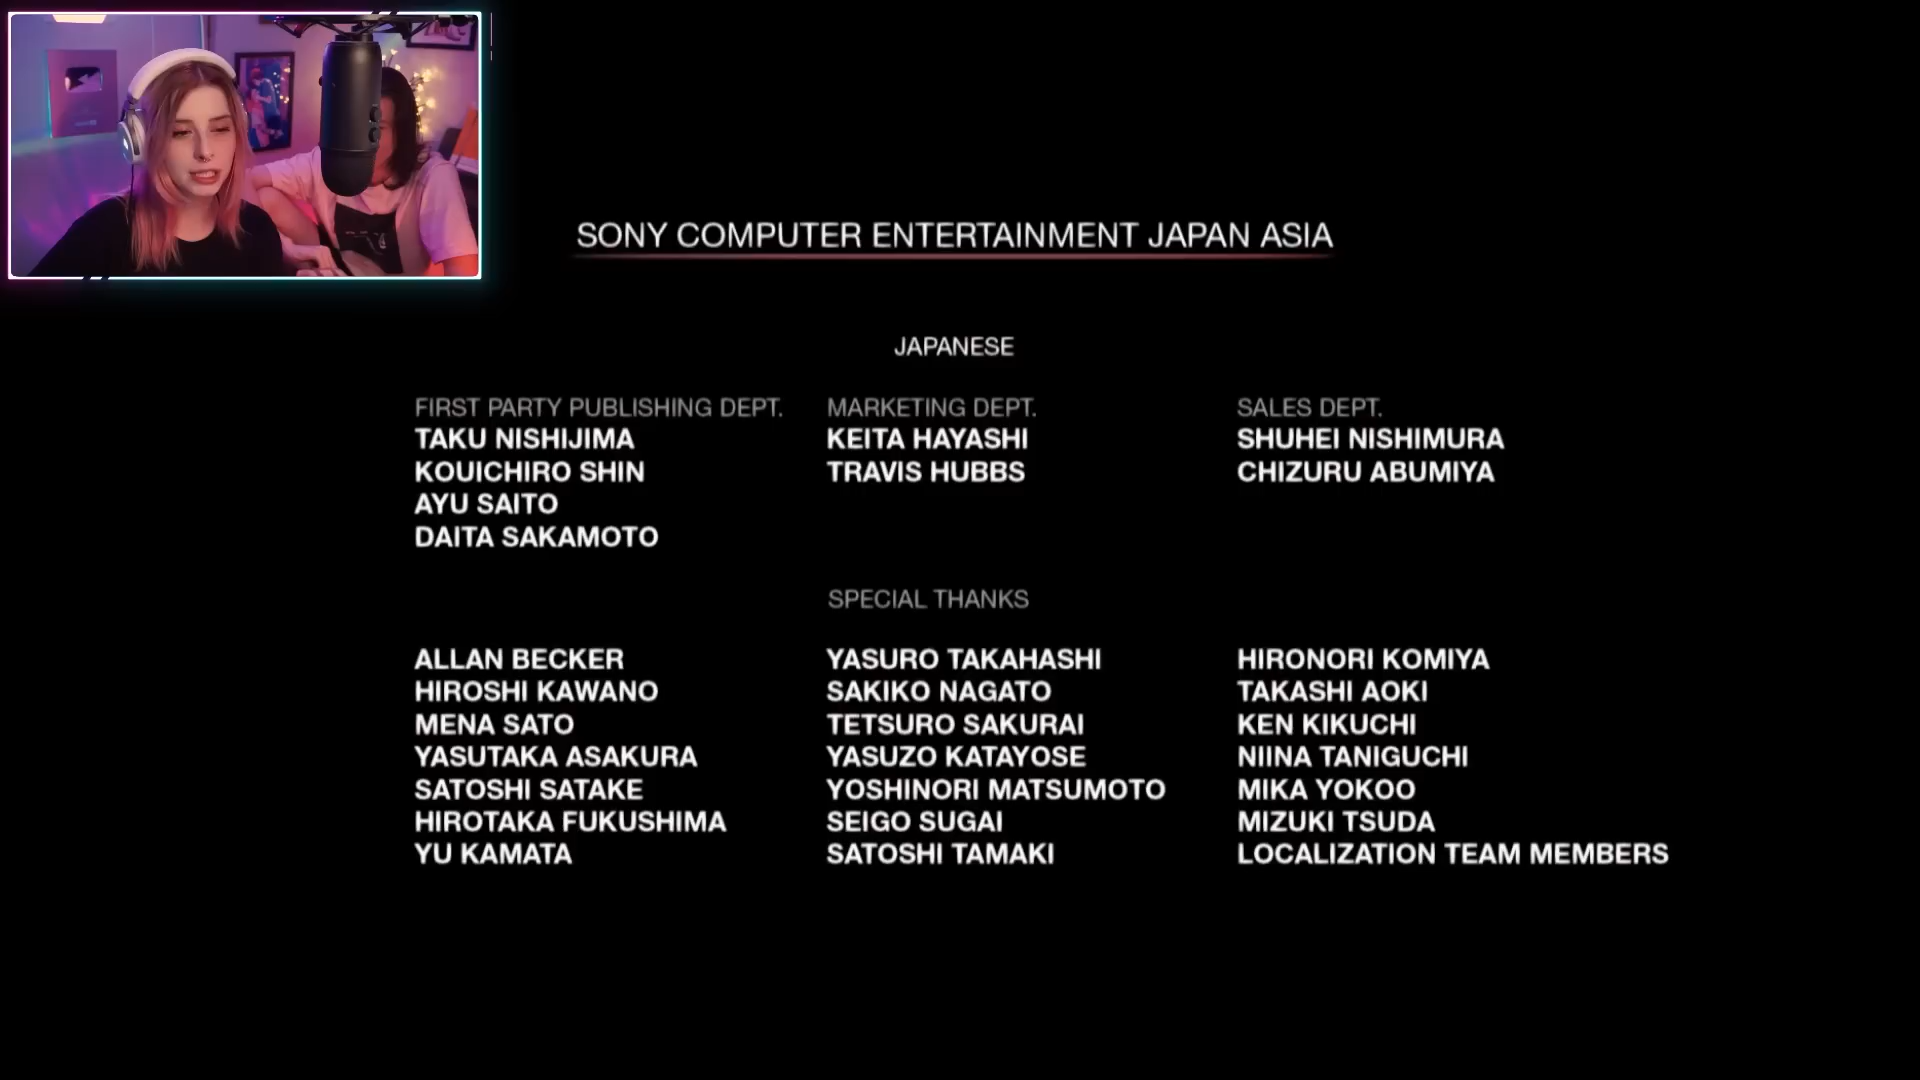 SONY COMPUTER ENTERTAINMENT JAPAN ASIA
JAPANESE
FIRST PARTY PUBLISHING DEPT.
TAKU NISHIJIMA
KOUICHIRO SHIN
AYU SAITO
DAITA SAKAMOTO
MARKETING DEPT.
KEITA HAYASHI
TRAVIS HUBBS
SALES DEPT.
SHUHEI NISHIMURA
CHIZURU ABUMIYA
SPECIAL THANKS
ALLAN BECKER
HIROSHI KAWANO
MENA SATO
YASUTAKA ASAKURA
SATOSHI SATAKE
HIROTAKA FUKUSHIMA
YU KAMATA
YASURO TAKAHASHI
SAKIKO NAGATO
TETSURO SAKURAI
YASUZO KATAYOSE
YOSHINORI MATSUMOTO
SEIGO SUGAI
SATOSHI TAMAKI
HIRONORI KOMIYA
TAKASHI AOKI
KEN KIKUCHI
NIINA TANIGUCHI
MIKA YOKOO
MIZUKI TSUDA
LOCALIZATION TEAM MEMBERS